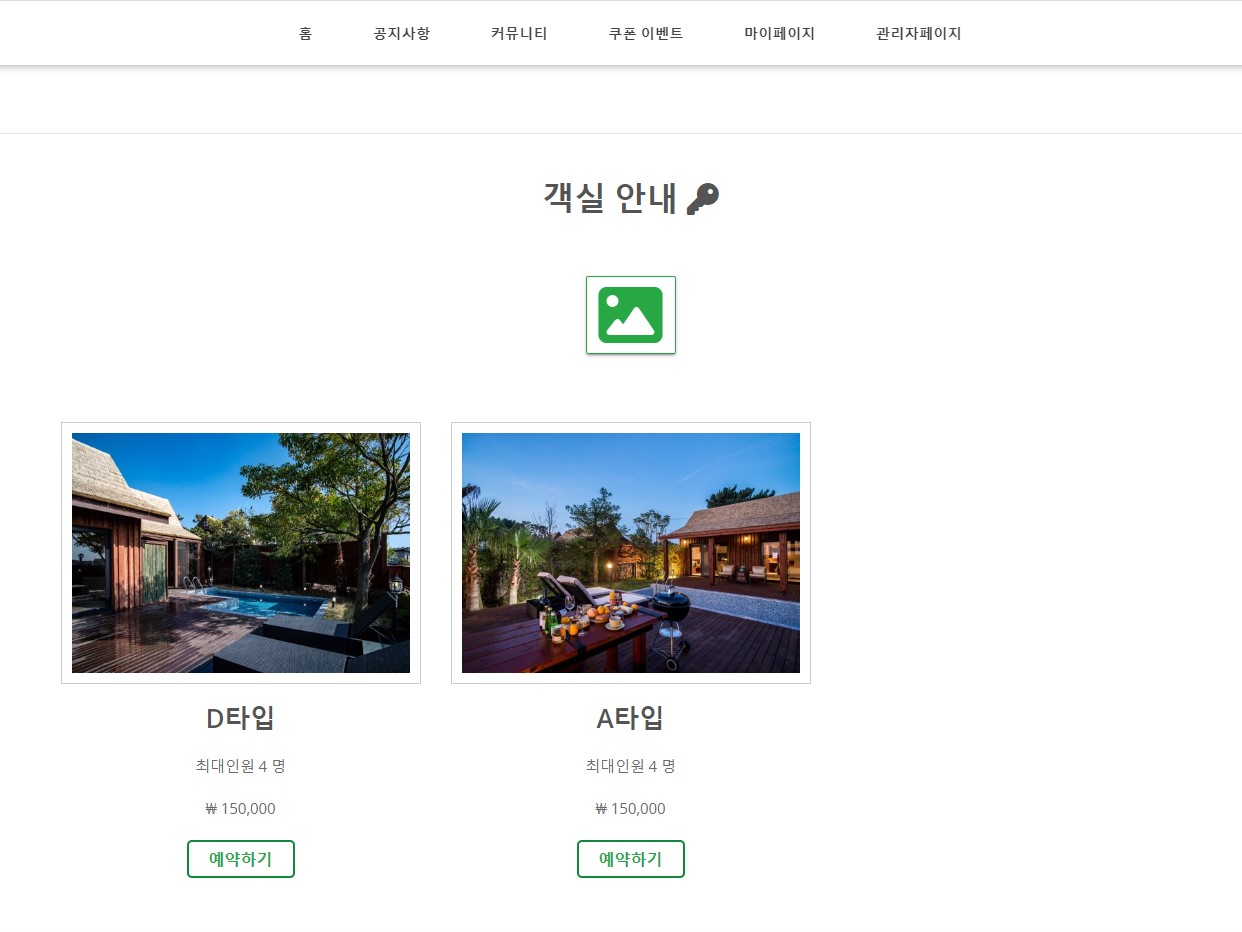 홈 공지사항 커뮤니티 쿠폰 이벤트 마이페이지 관리자페이지
객실 안내
D타입 A타입
최대인원 4 명 최대인원 4 명
₩ 150,000 ₩ 150,000
예약하기 예약하기